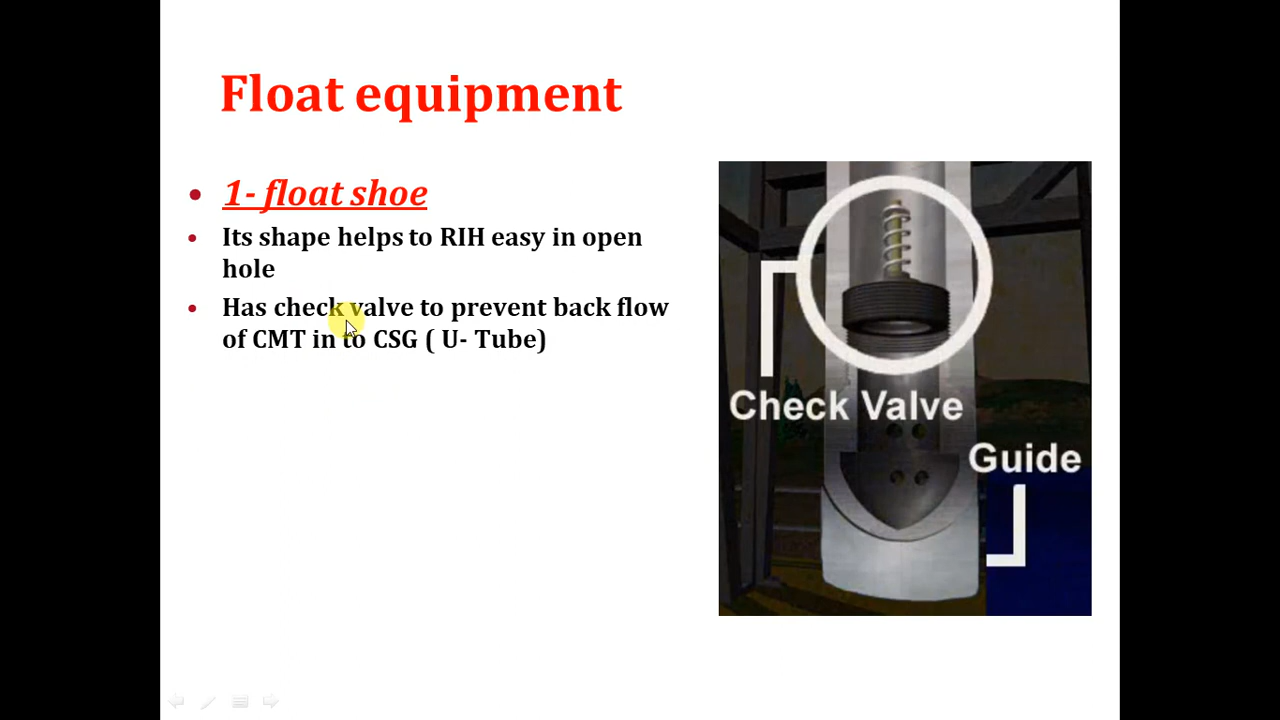 Float equipment
• 1- float shoe
• Its shape helps to RIH easy in open
hole
• Has check valve to prevent back flow
of CMT in to CSG ( U- Tube)
Check Valve
Guide